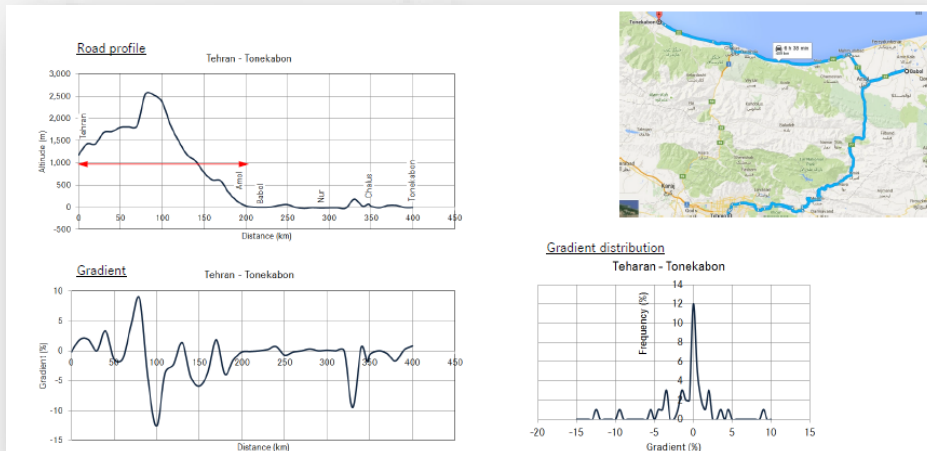 Road profile
Tehran - Tonekabon
3,000
2,500
2,000
1,500
1,000
500
0
-500
Altitude (m)
Tehran
Amol
Babol
Nur
Chalus
Tonekabon
0 50 100 150 200 250 300 350 400 450
Distance (km)
Tonekabon
6 h 30 min
Babol
Karaj
Gradient
Tehran - Tonekabon
10
5
0
-5
-10
-15
Gradient (%)
0 50 100 150 200 250 300 350 400 450
Distance (km)
Gradient distribution
Teharan - Tonekabon
14
12
10
8
6
4
2
0
Frequency (%)
-20 -15 -10 -5 0 5 10 15
Gradient (%)